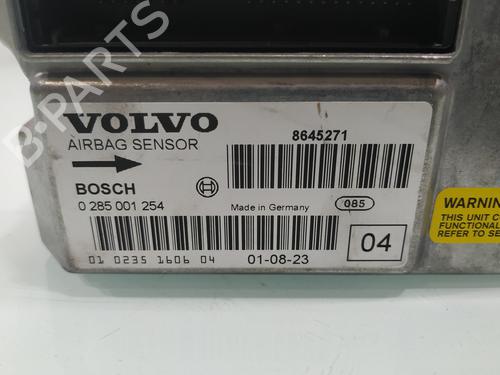 B-PARTS
VOLVO
AIRBAG SENSOR
8645271
BOSCH
0 285 001 254
Made in Germany
085
01 0235 1606 04
01-08-23
04
WARNIN
THIS UNIT C
FUNCTIONAL
REFER TO SE